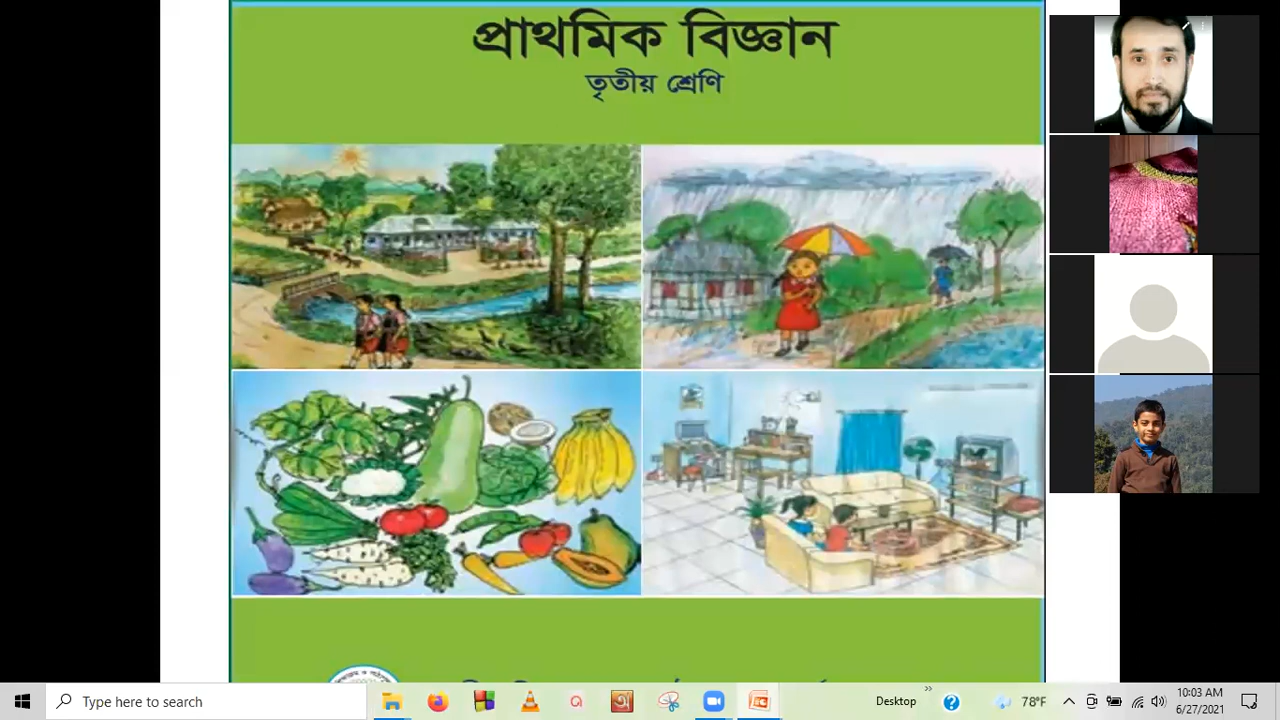 প্রাথমিক বিজ্ঞান
তৃতীয় শ্রেণি
Type here to search
Desktop
78°F
10:03 AM
6/27/2021